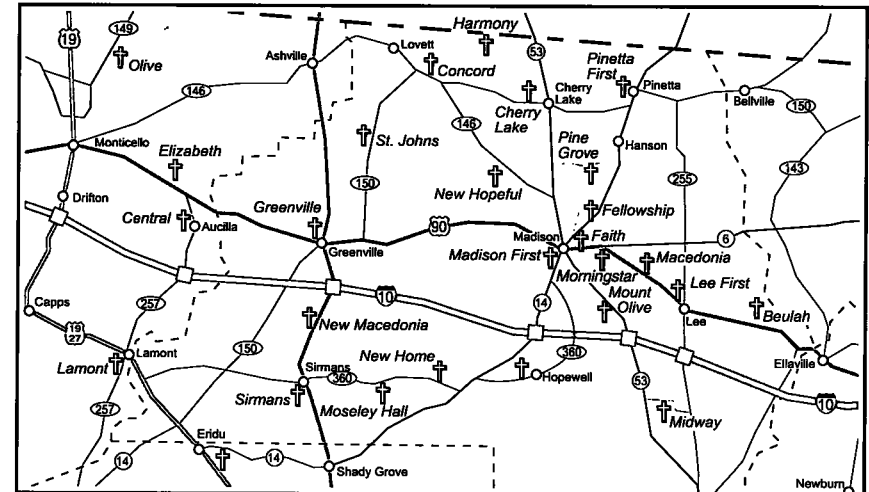 Harmony
149
19
Olive
Ashville
Lovett
53
Pinetta
First
Concord
Cherry
Lake
Cherry
Lake
Pinetta
Bellville
150
146
Monticello
Elizabeth
St. Johns
146
Pine
Grove
Hanson
143
150
New Hopeful
255
Drifton
Central
Aucilla
Greenville
Fellowship
90
Madison
Faith
6
Greenville
Madison First
Macedonia
Morningstar
Lee First
Mount
Olive
Beulah
Lee
10
257
14
Capps
19
27
New Macedonia
150
Lamont
Lamont
New Home
360
Ellaville
Sirmans
360
Hopewell
Sirmans
Moseley Hall
53
10
257
Midway
Eridu
14
14
Shady Grove
Newburn